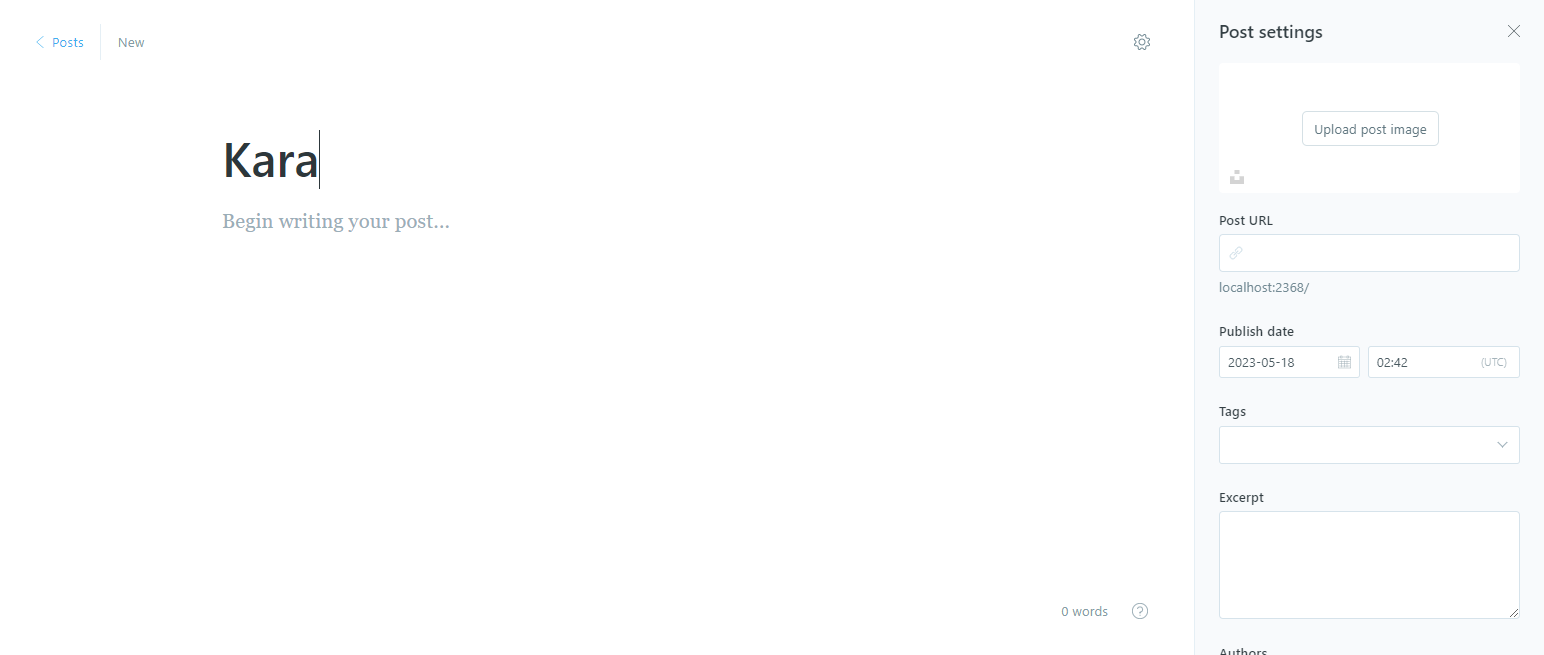 Posts
New
Kara
Begin writing your post...
0 words
Post settings
Upload post image
Post URL
localhost:2368/
Publish date
2023-05-18
02:42
(UTC)
Tags
Excerpt
Authors